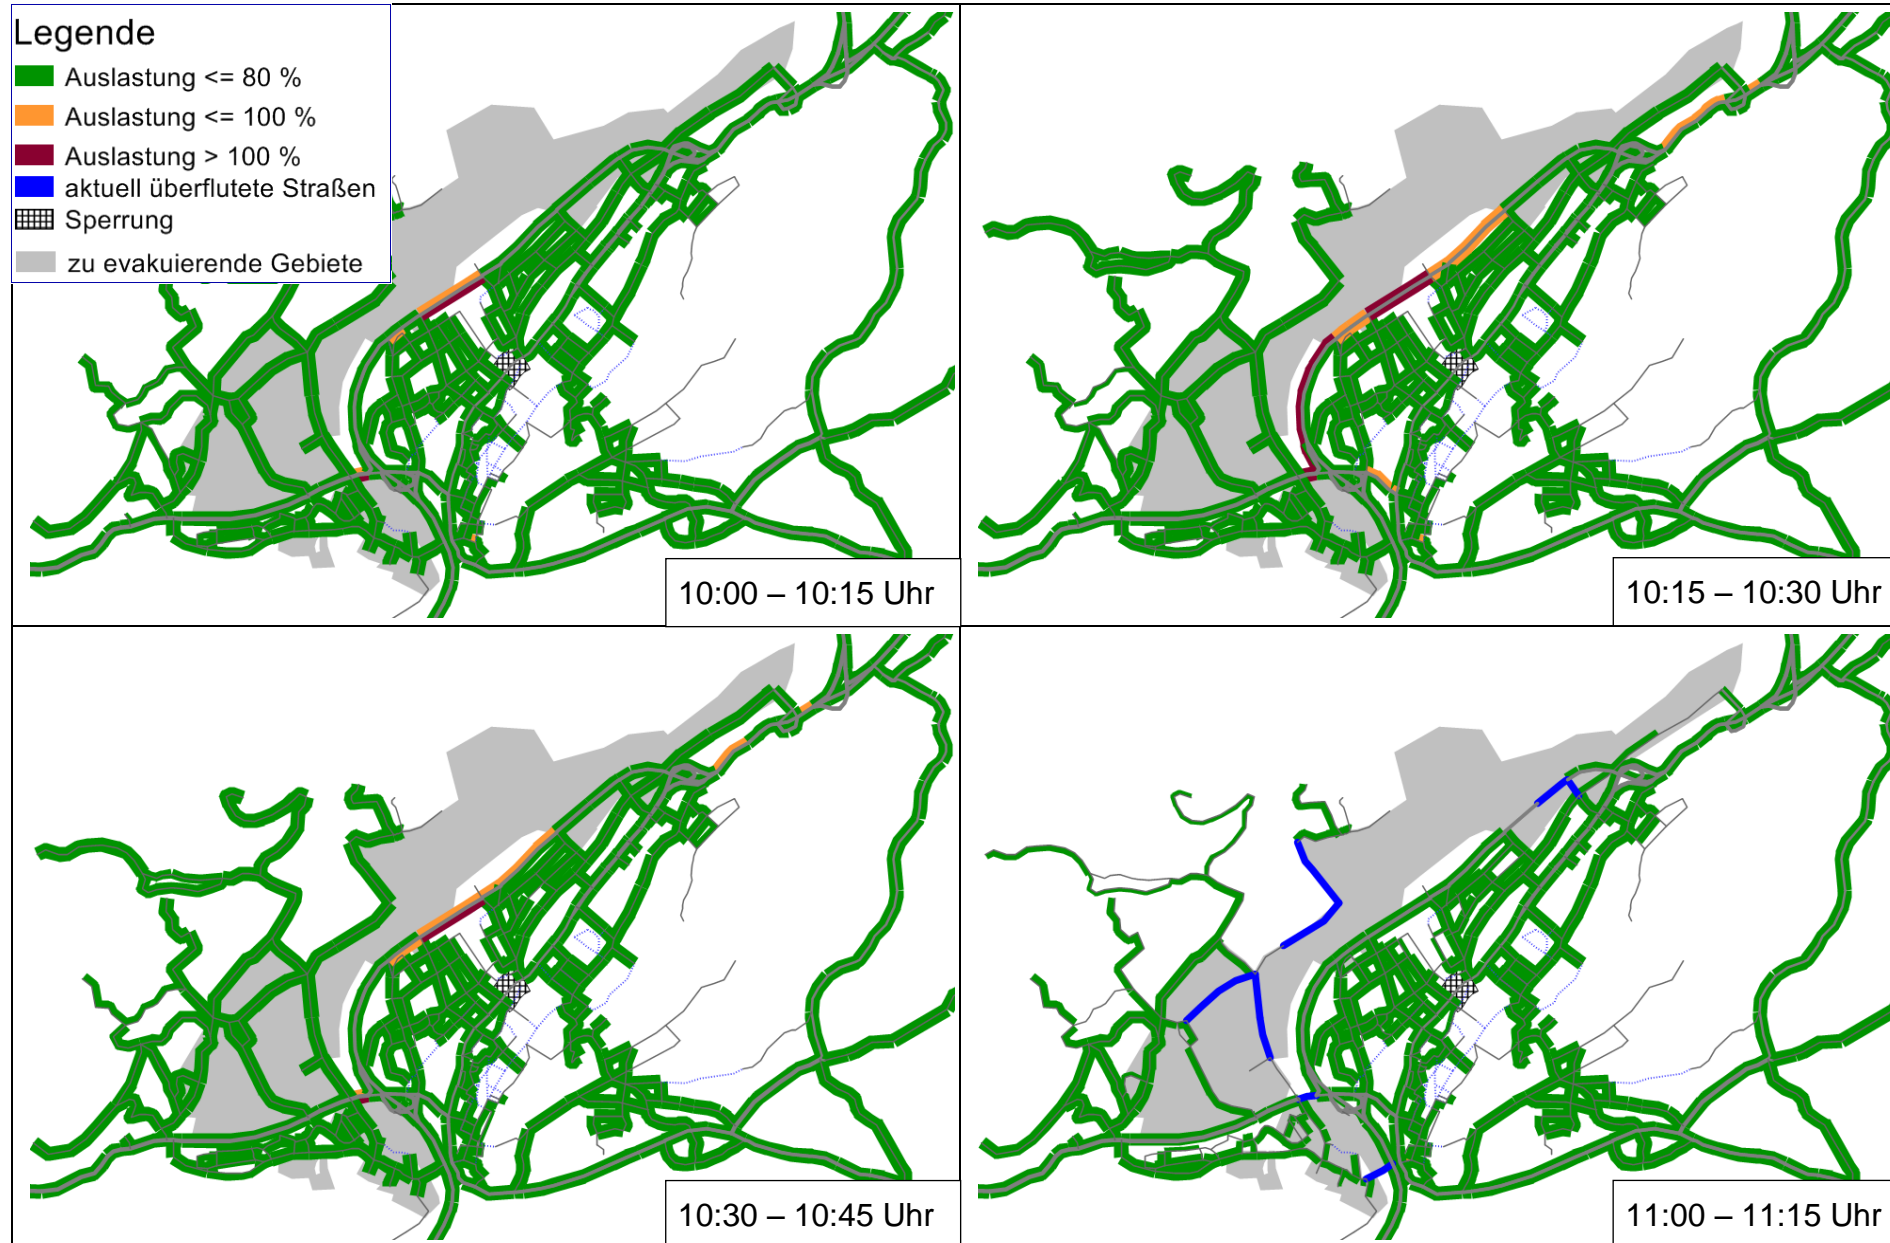 Legende
Auslastung <= 80 %
Auslastung <= 100 %
Auslastung > 100 %
aktuell überflutete Straßen
Sperrung
zu evakuierende Gebiete
10:00 – 10:15 Uhr
10:15 – 10:30 Uhr
10:30 – 10:45 Uhr
11:00 – 11:15 Uhr